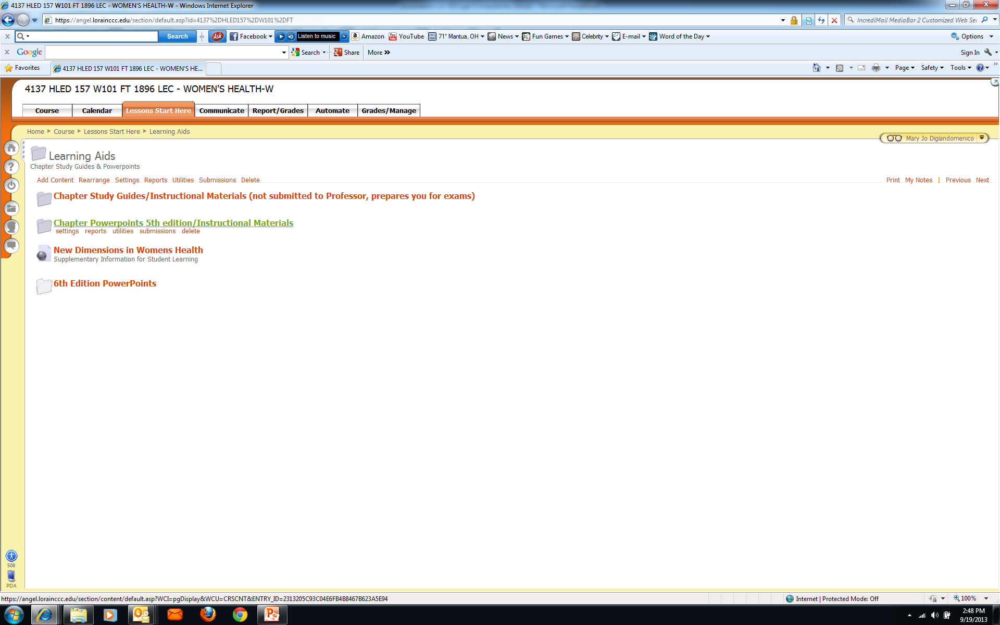 4137 HLED 157 W101 FT 1896 LEC - WOMEN'S HEALTH-W - Windows Internet Explorer
https://angel.lorainccc.edu/section/default.asp?id=4137%2DHLED157%2DW101%2DFT
IncrediMail MediaBar 2 Customized Web Se
x Search Ask Facebook Listen to music Amazon YouTube 71° Mantua, OH News Fun Games Celebrity E-mail Word of the Day Options
x Google Search Share More Sign In
Favorites 4137 HLED 157 W101 FT 1896 LEC - WOMEN'S HE... Page Safety Tools
4137 HLED 157 W101 FT 1896 LEC - WOMEN'S HEALTH-W
Course Calendar Lessons Start Here Communicate Report/Grades Automate Grades/Manage
Home Course Lessons Start Here Learning Aids
Mary Jo Digiandomenico
Learning Aids
Chapter Study Guides & Powerpoints
Add Content Rearrange Settings Reports Utilities Submissions Delete Print My Notes | Previous Next
Chapter Study Guides/Instructional Materials (not submitted to Professor, prepares you for exams)
Chapter Powerpoints 5th edition/Instructional Materials
settings reports utilities submissions delete
New Dimensions in Womens Health
Supplementary Information for Student Learning
6th Edition PowerPoints
508
PDA
https://angel.lorainccc.edu/section/content/default.asp?WCI=pgDisplay&WCU=CRSCNT&ENTRY_ID=2313205C93C04E6FB4B8467B623A5E94
Internet | Protected Mode: Off
100%
2:48 PM
9/19/2013